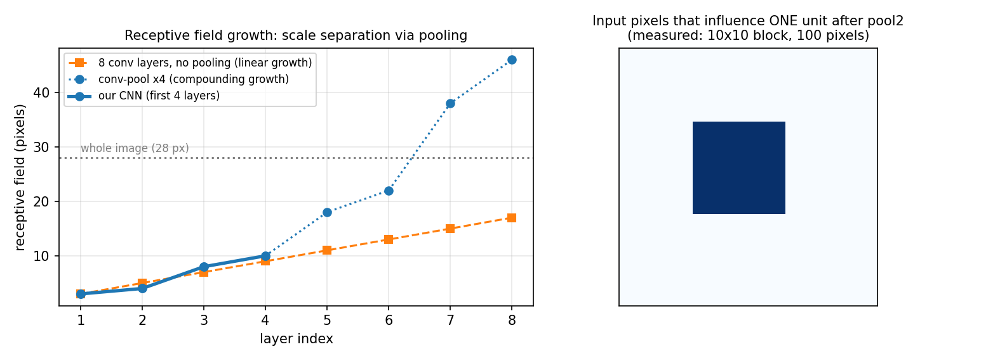 Receptive field growth: scale separation via pooling
8 conv layers, no pooling (linear growth)
conv-pool x4 (compounding growth)
our CNN (first 4 layers)
whole image (28 px)
receptive field (pixels)
40
30
20
10
1 2 3 4 5 6 7 8
layer index
Input pixels that influence ONE unit after pool2
(measured: 10x10 block, 100 pixels)